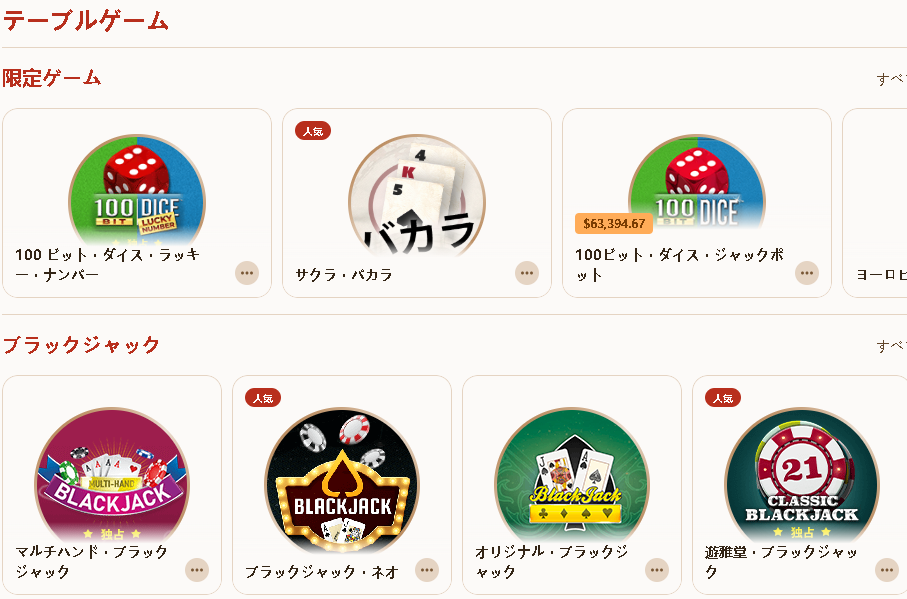 テーブルゲーム
限定ゲーム
すべ
100 BIT
DICE
LUCKY
NUMBER
100 ビット・ダイス・ラッキ
ー・ナンバー
人気
4
K
5
バカラ
サクラ・バカラ
100
BIT
DICE
$63,394.67
100ビット・ダイス・ジャックポ
ット
ヨーロピ
ブラックジャック
すべ
A A A A
MULTI-HAND
BLACKJACK
独占
マルチハンド・ブラック
ジャック
人気
BLACKJACK
A J
ブラックジャック・ネオ
J A
BlackJack
オリジナル・ブラックジ
ャック
人気
21
CLASSIC
BLACKJACK
独占
遊雅堂・ブラックジャッ
ク